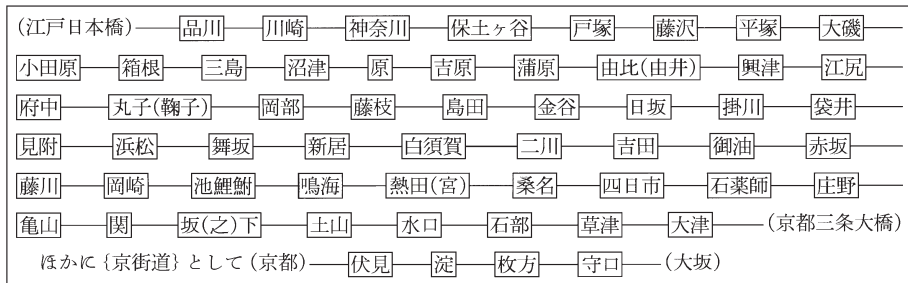 (江戸日本橋) 品川 川崎 神奈川 保土ヶ谷 戸塚 藤沢 平塚 大磯
小田原 箱根 三島 沼津 原 吉原 蒲原 由比(由井) 興津 江尻
府中 丸子(鞠子) 岡部 藤枝 島田 金谷 日坂 掛川 袋井
見附 浜松 舞坂 新居 白須賀 二川 吉田 御油 赤坂
藤川 岡崎 池鯉鮒 鳴海 熱田(宮) 桑名 四日市 石薬師 庄野
亀山 関 坂(之)下 土山 水口 石部 草津 大津 (京都三条大橋)
ほかに{京街道}として(京都) 伏見 淀 枚方 守口 (大坂)